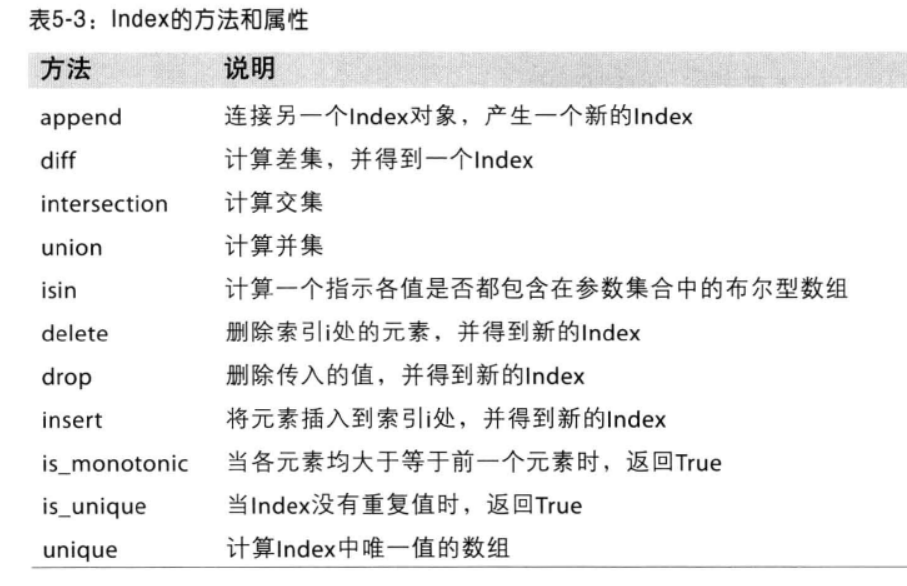 表5-3：Index的方法和属性
方法 说明
append 连接另一个Index对象，产生一个新的Index
diff 计算差集，并得到一个Index
intersection 计算交集
union 计算并集
isin 计算一个指示各值是否都包含在参数集合中的布尔型数组
delete 删除索引i处的元素，并得到新的Index
drop 删除传入的值，并得到新的Index
insert 将元素插入到索引i处，并得到新的Index
is_monotonic 当各元素均大于等于前一个元素时，返回True
is_unique 当Index没有重复值时，返回True
unique 计算Index中唯一值的数组